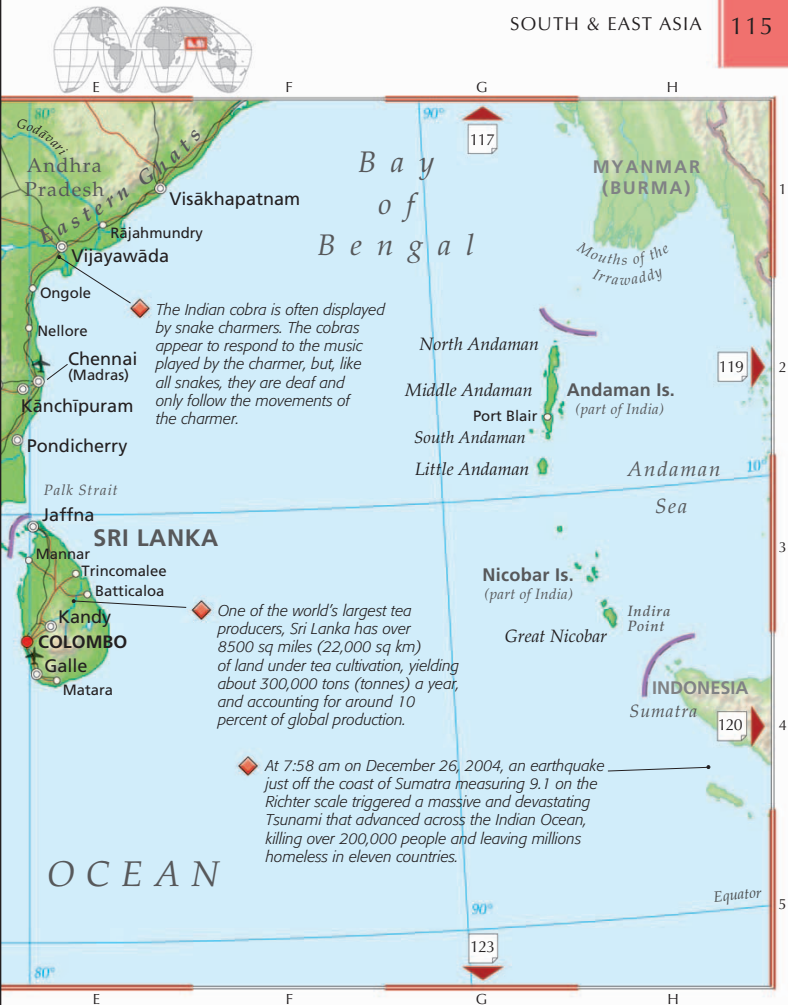 SOUTH & EAST ASIA 115
E F G H
80° 90°
117
Godāvari
Andhra
Pradesh
Eastern Ghats
Bay
of
Bengal
MYANMAR
(BURMA)
1
Visākhapatnam
Rājahmundry
Vijayawāda
Mouths of the
Irrawaddy
Ongole
The Indian cobra is often displayed
by snake charmers. The cobras
appear to respond to the music
played by the charmer, but, like
all snakes, they are deaf and
only follow the movements of
the charmer.
Nellore
Chennai
(Madras)
Kānchīpuram
Pondicherry
North Andaman
119
2
Middle Andaman
Andaman Is.
(part of India)
Port Blair
South Andaman
Little Andaman
Andaman
Sea
10°
Palk Strait
Jaffna
SRI LANKA
Mannar
Trincomalee
Batticaloa
Kandy
COLOMBO
Galle
Matara
3
Nicobar Is.
(part of India)
Great Nicobar
Indira
Point
One of the world's largest tea
producers, Sri Lanka has over
8500 sq miles (22,000 sq km)
of land under tea cultivation, yielding
about 300,000 tons (tonnes) a year,
and accounting for around 10
percent of global production.
INDONESIA
Sumatra
120
4
At 7:58 am on December 26, 2004, an earthquake
just off the coast of Sumatra measuring 9.1 on the
Richter scale triggered a massive and devastating
Tsunami that advanced across the Indian Ocean,
killing over 200,000 people and leaving millions
homeless in eleven countries.
OCEAN
Equator
5
90°
123
80°
E F G H